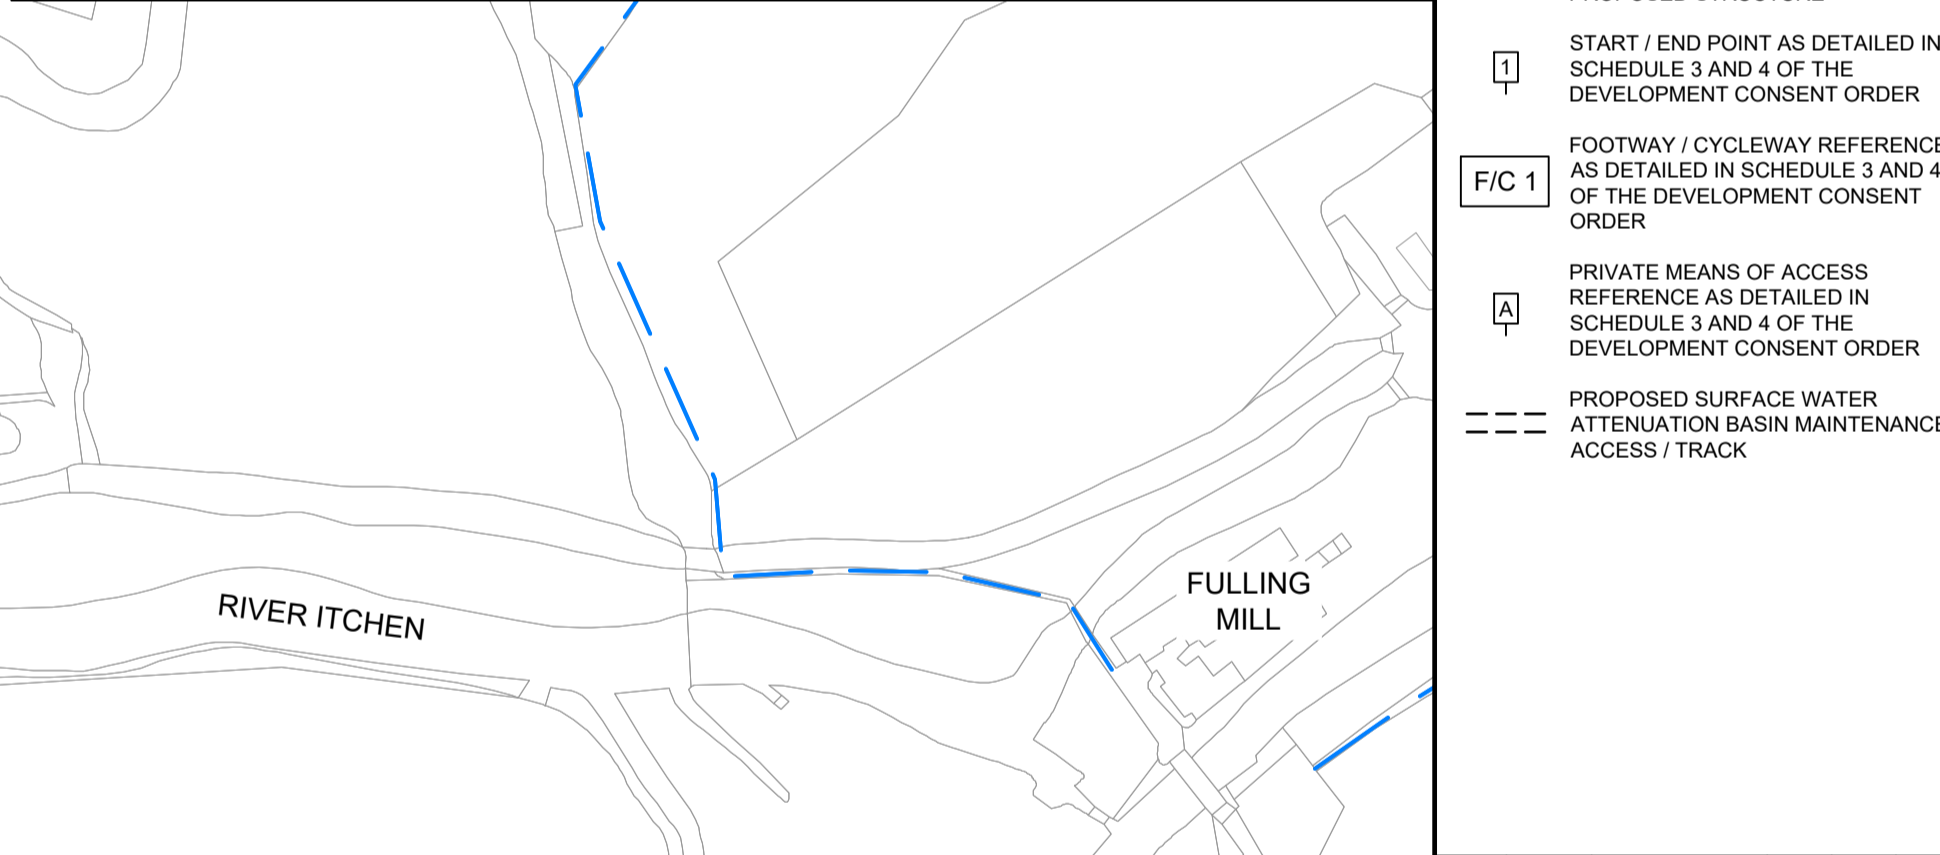 RIVER ITCHEN
FULLING
MILL
PROPOSED STRUCTURE
1
START / END POINT AS DETAILED IN
SCHEDULE 3 AND 4 OF THE
DEVELOPMENT CONSENT ORDER
F/C 1
FOOTWAY / CYCLEWAY REFERENCE
AS DETAILED IN SCHEDULE 3 AND 4
OF THE DEVELOPMENT CONSENT
ORDER
A
PRIVATE MEANS OF ACCESS
REFERENCE AS DETAILED IN
SCHEDULE 3 AND 4 OF THE
DEVELOPMENT CONSENT ORDER
PROPOSED SURFACE WATER
ATTENUATION BASIN MAINTENANCE
ACCESS / TRACK